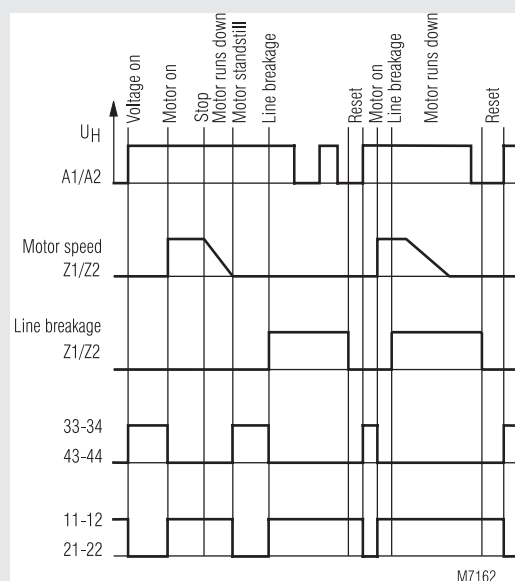 Voltage on
Motor on
Stop
Motor runs down
Motor standstill
Line breakage
Reset
Motor on
Line breakage
Motor runs down
Reset
UH
A1/A2
Motor speed
Z1/Z2
Line breakage
Z1/Z2
33-34
43-44
11-12
21-22
M7162